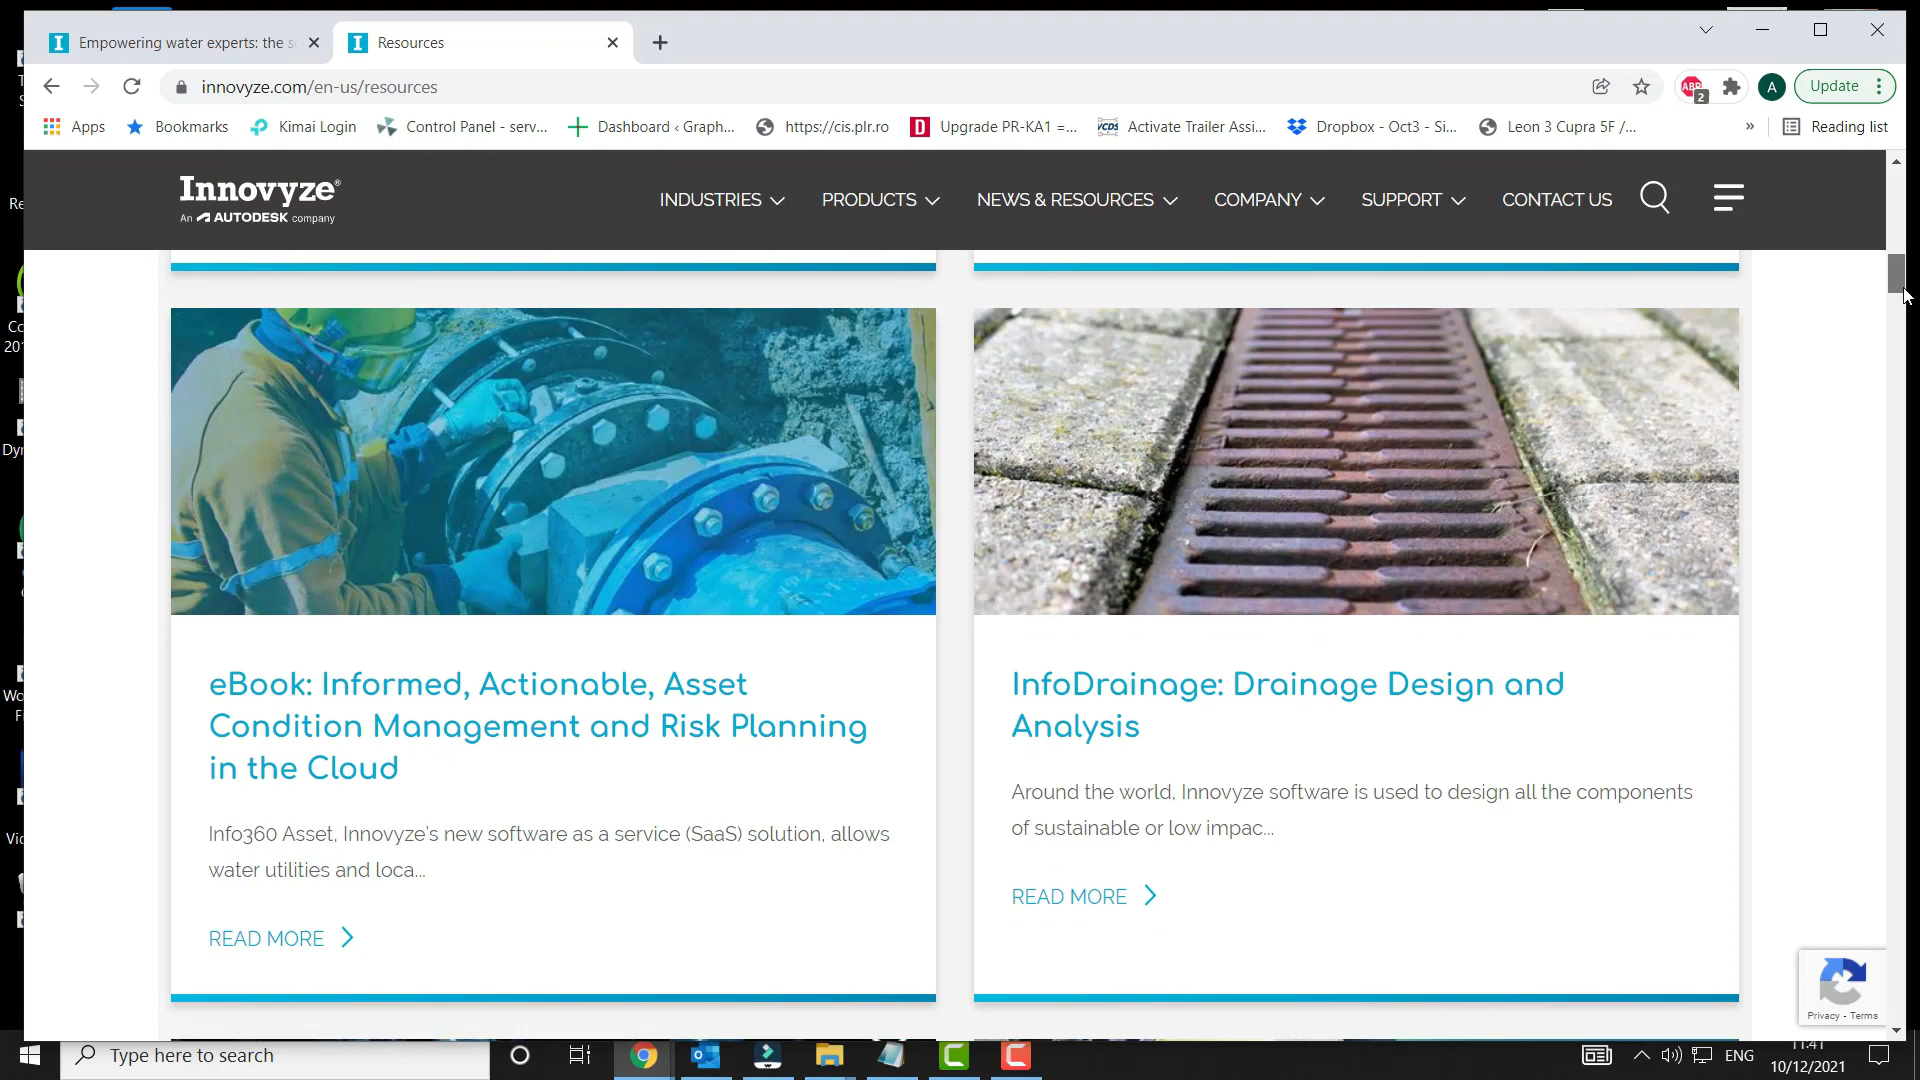 Empowering water experts: the s
Resources
innovyze.com/en-us/resources
ABP
2
A
Update
Apps
Bookmarks
Kimai Login
Control Panel - serv...
Dashboard ‹ Graph...
https://cis.plr.ro
Upgrade PR-KA1 =...
VCDS
Activate Trailer Assi...
Dropbox - Oct3 - Si...
Leon 3 Cupra 5F /...
»
Reading list
Innovyze®
An AUTODESK company
INDUSTRIES
PRODUCTS
NEWS & RESOURCES
COMPANY
SUPPORT
CONTACT US
eBook: Informed, Actionable, Asset
Condition Management and Risk Planning
in the Cloud
Info360 Asset, Innovyze's new software as a service (SaaS) solution, allows
water utilities and loca...
READ MORE
InfoDrainage: Drainage Design and
Analysis
Around the world, Innovyze software is used to design all the components
of sustainable or low impac...
READ MORE
Privacy - Terms
Type here to search
ENG
11:41
10/12/2021